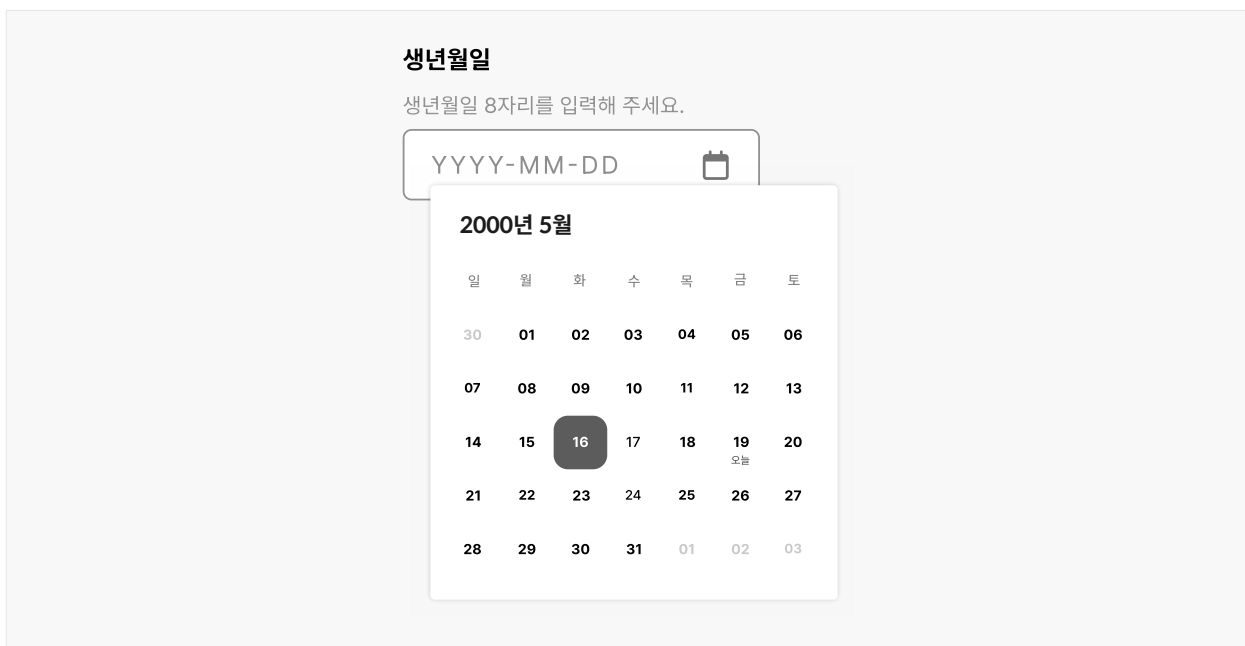 생년월일
생년월일 8자리를 입력해 주세요.
YYYY-MM-DD
2000년 5월
일 월 화 수 목 금 토
30 01 02 03 04 05 06
07 08 09 10 11 12 13
14 15 16 17 18 19 20
오늘
21 22 23 24 25 26 27
28 29 30 31 01 02 03